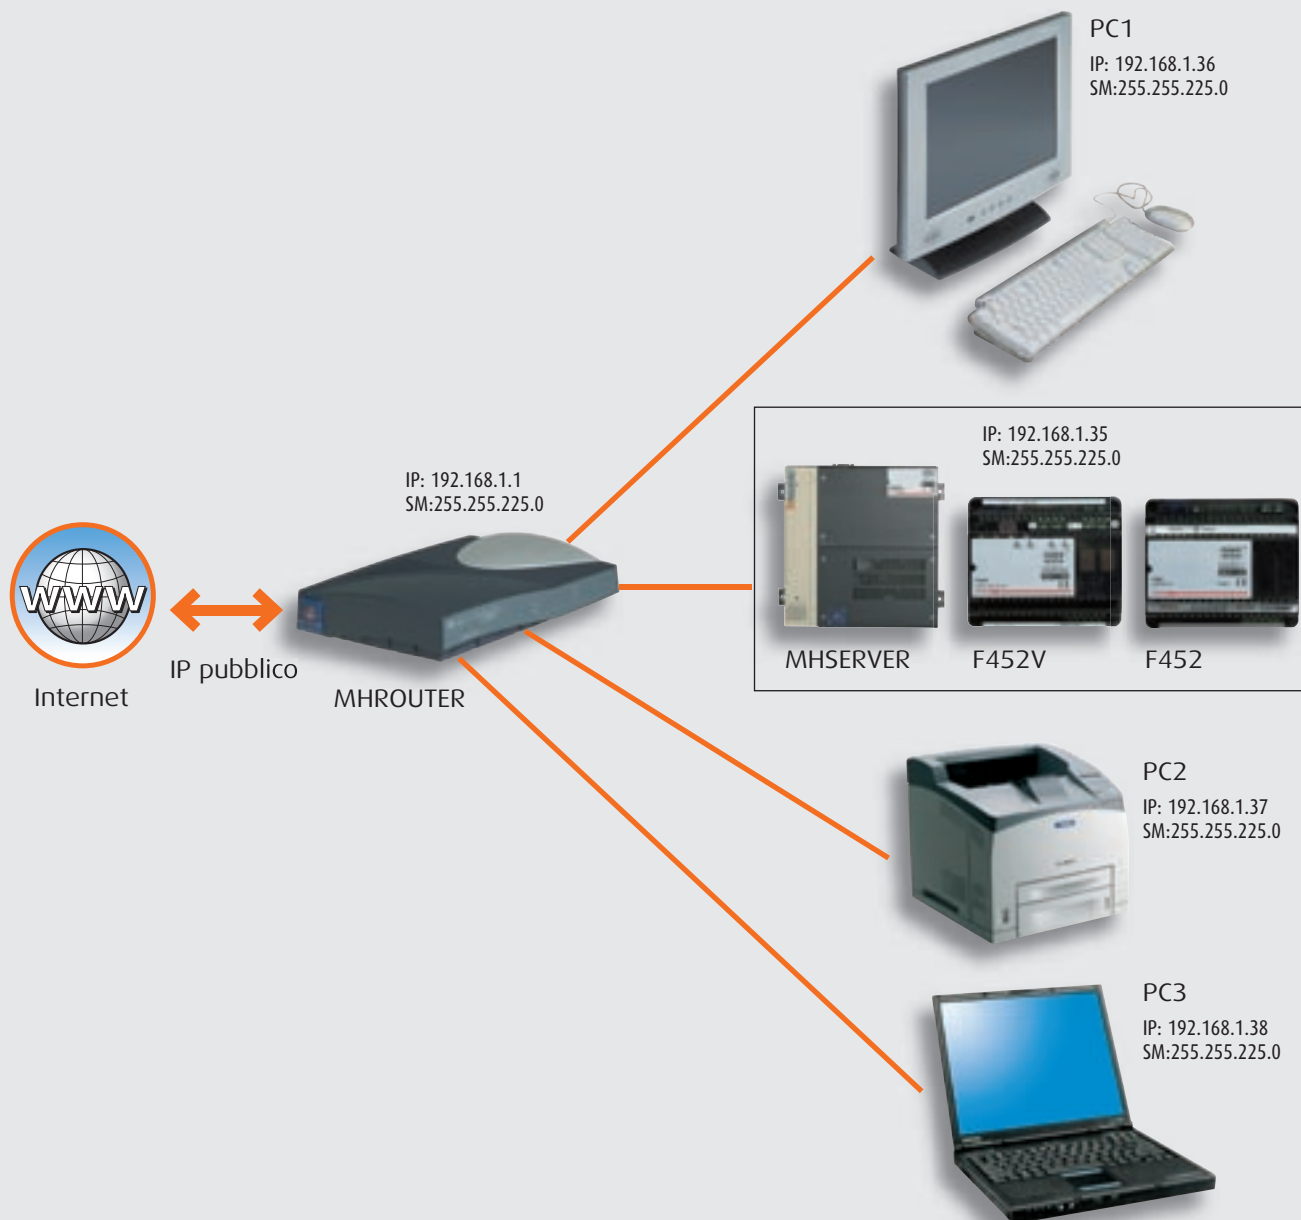 PC1
IP: 192.168.1.36
SM:255.255.225.0
IP: 192.168.1.35
SM:255.255.225.0
IP: 192.168.1.1
SM:255.255.225.0
WWW
IP pubblico
Internet
MHROUTER
MHSERVER
F452V
F452
PC2
IP: 192.168.1.37
SM:255.255.225.0
PC3
IP: 192.168.1.38
SM:255.255.225.0